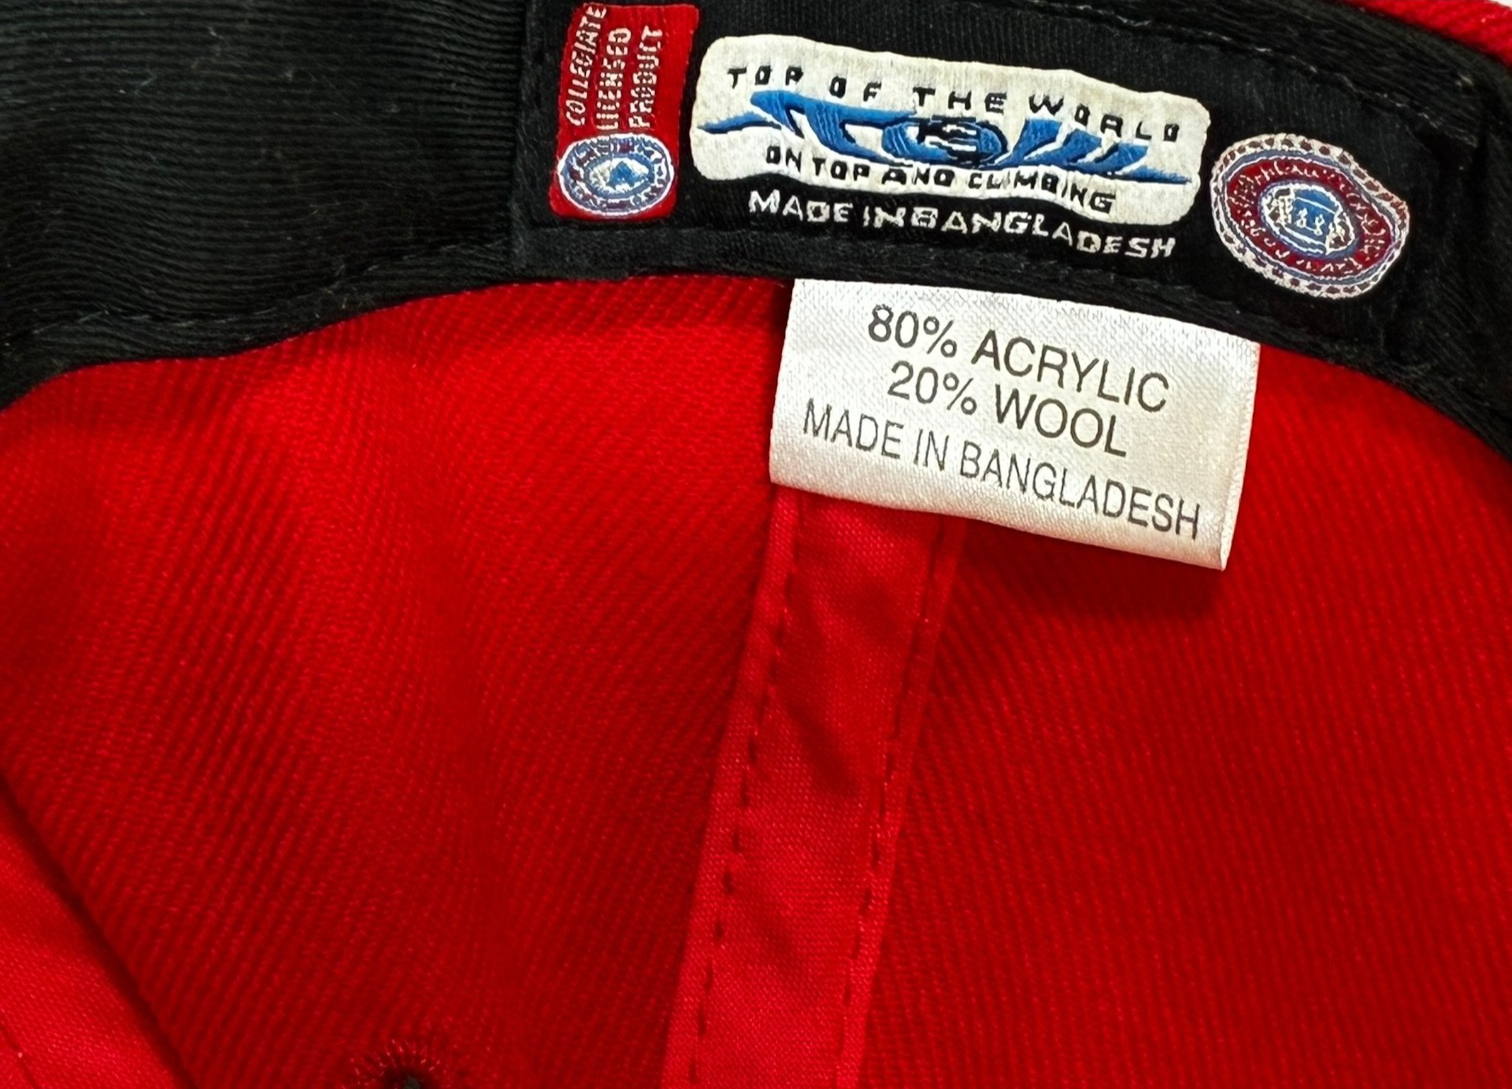 COLLEGIATE
LICENSED
PRODUCT
TOP OF THE WORLD
TOW
ON TOP AND CLIMBING
MADE IN BANGLADESH
80% ACRYLIC
20% WOOL
MADE IN BANGLADESH